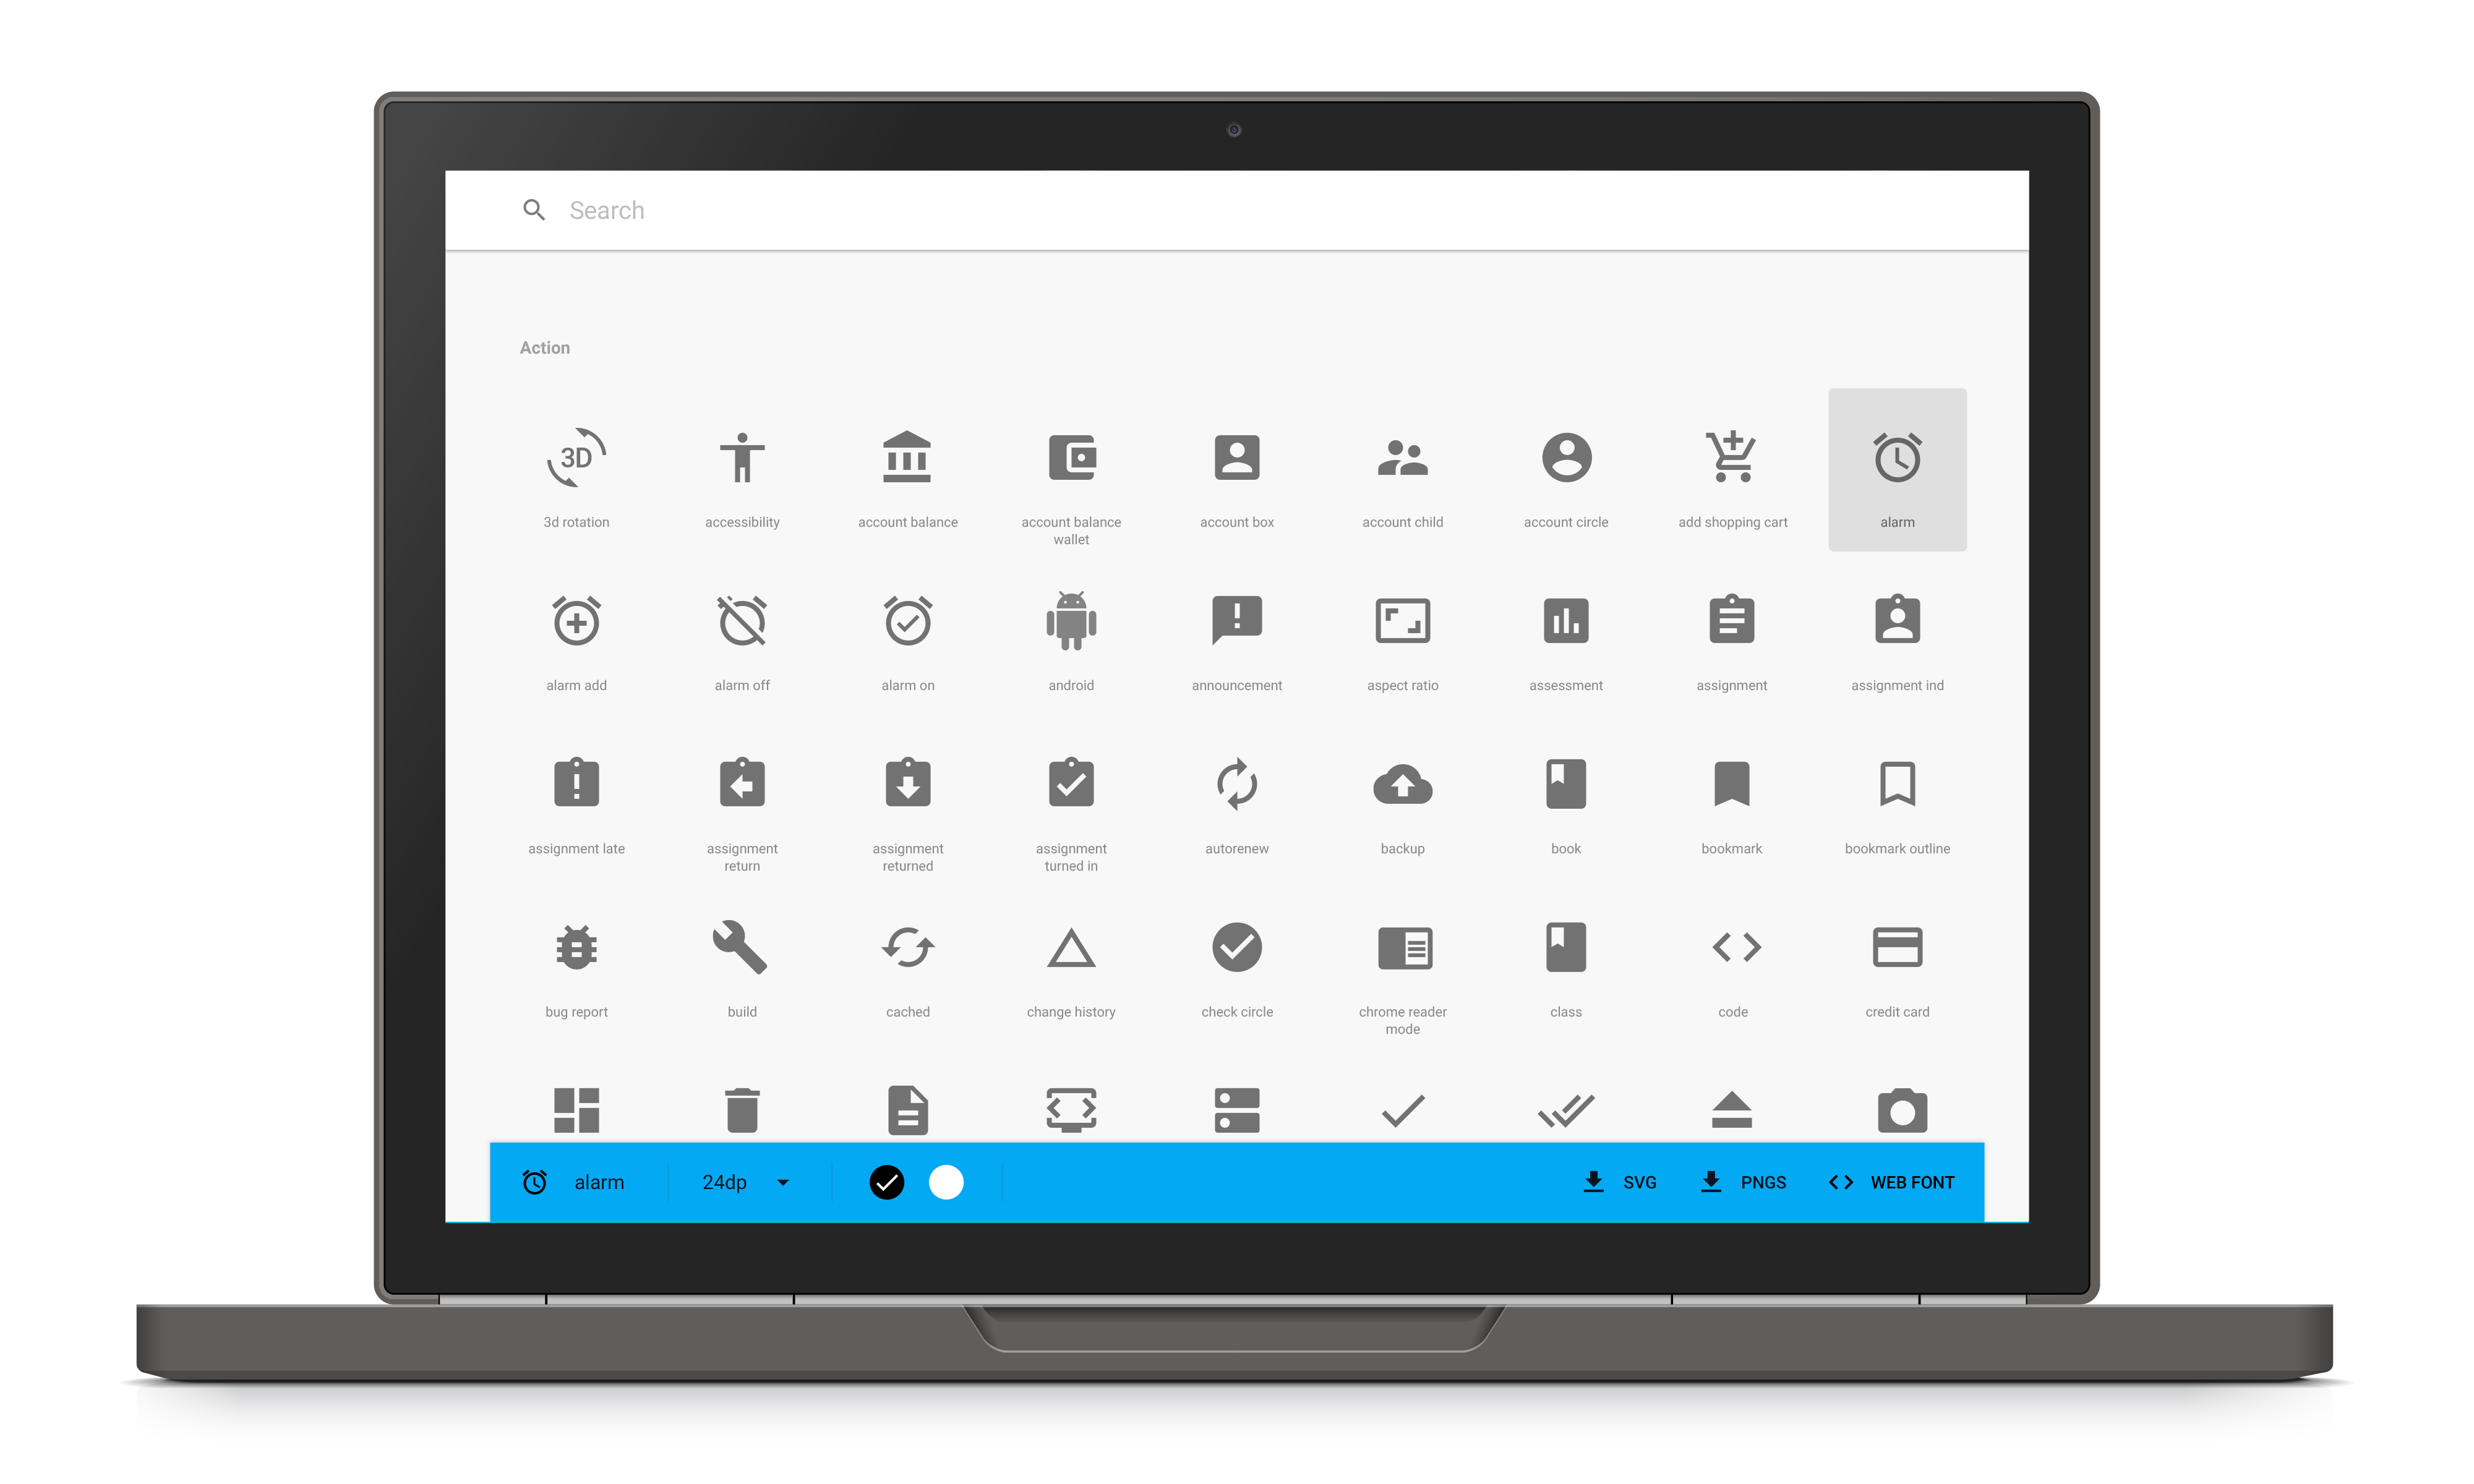 Search
Action
3D
3d rotation
accessibility
account balance
account balance
wallet
account box
account child
account circle
add shopping cart
alarm
alarm add
alarm off
alarm on
android
announcement
aspect ratio
assessment
assignment
assignment ind
assignment late
assignment
return
assignment
returned
assignment
turned in
autorenew
backup
book
bookmark
bookmark outline
bug report
build
cached
change history
check circle
chrome reader
mode
class
code
credit card
alarm
24dp
SVG
PNGS
WEB FONT